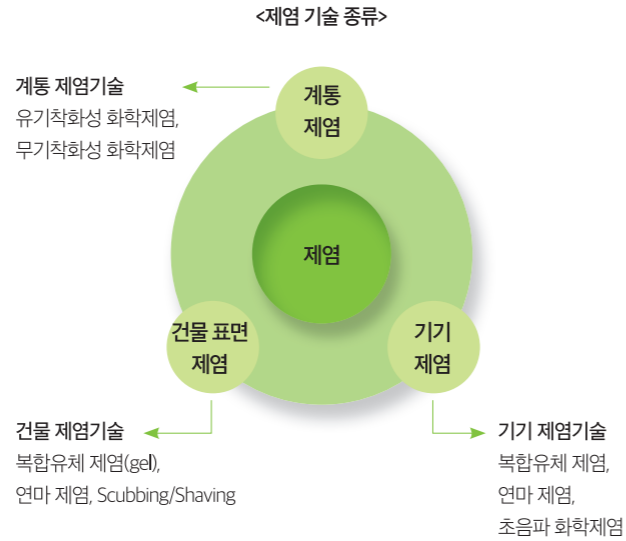 <제염 기술 종류>
계통 제염기술
유기착화성 화학제염,
무기착화성 화학제염
계통
제염
제염
건물 표면
제염
기기
제염
건물 제염기술
복합유체 제염(gel),
연마 제염, Scubbing/Shaving
기기 제염기술
복합유체 제염,
연마 제염,
초음파 화학제염